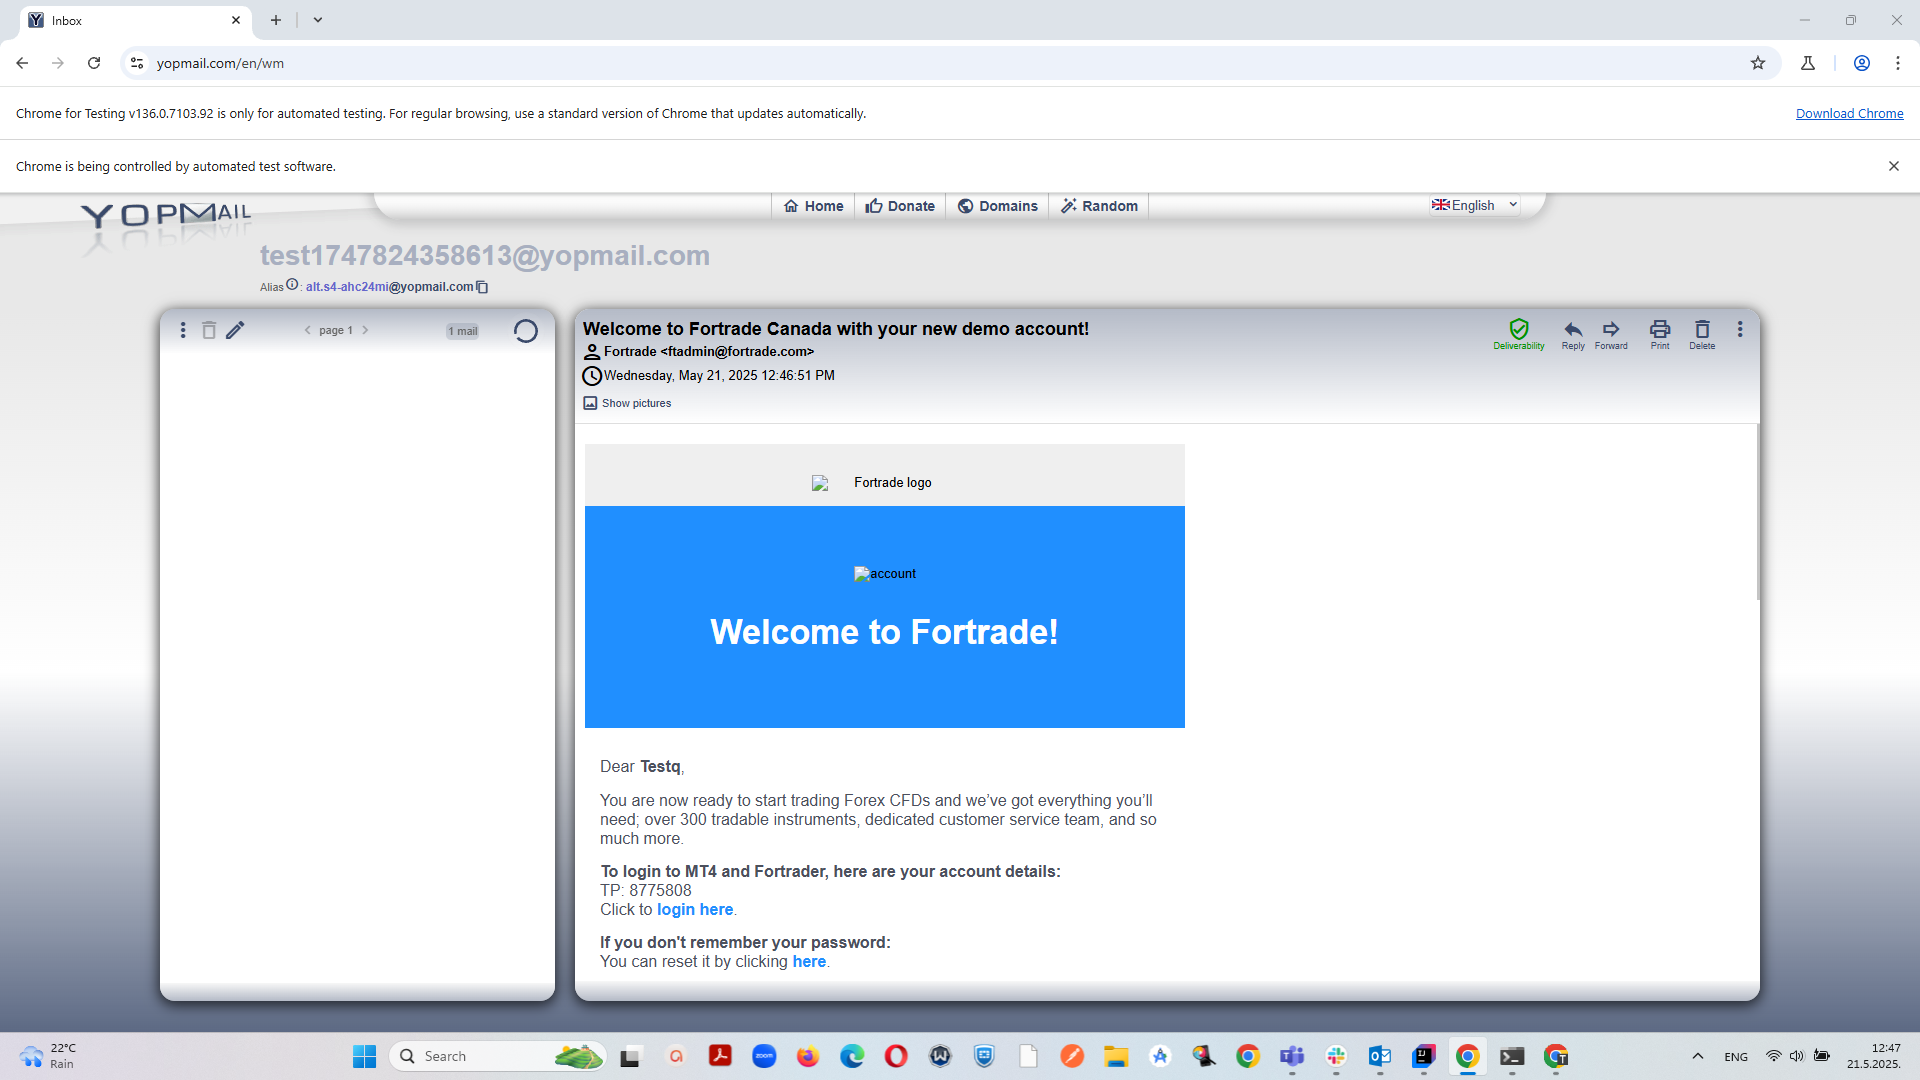 Inbox
yopmail.com/en/wm
Chrome for Testing v136.0.7103.92 is only for automated testing. For regular browsing, use a standard version of Chrome that updates automatically.
Download Chrome
Chrome is being controlled by automated test software.
YOPMAIL
Home
Donate
Domains
Random
English
test1747824358613@yopmail.com
Alias : alt.s4-ahc24mi@yopmail.com
page 1
1 mail
Welcome to Fortrade Canada with your new demo account!
Fortrade <ftadmin@fortrade.com>
Wednesday, May 21, 2025 12:46:51 PM
Show pictures
Deliverability
Reply
Forward
Print
Delete
Fortrade logo
account
Welcome to Fortrade!
Dear Testq,
You are now ready to start trading Forex CFDs and we’ve got everything you’ll
need; over 300 tradable instruments, dedicated customer service team, and so
much more.
To login to MT4 and Fortrader, here are your account details:
TP: 8775808
Click to login here.
If you don't remember your password:
You can reset it by clicking here.
22°C
Rain
Search
zoom
ENG
12:47
21.5.2025.